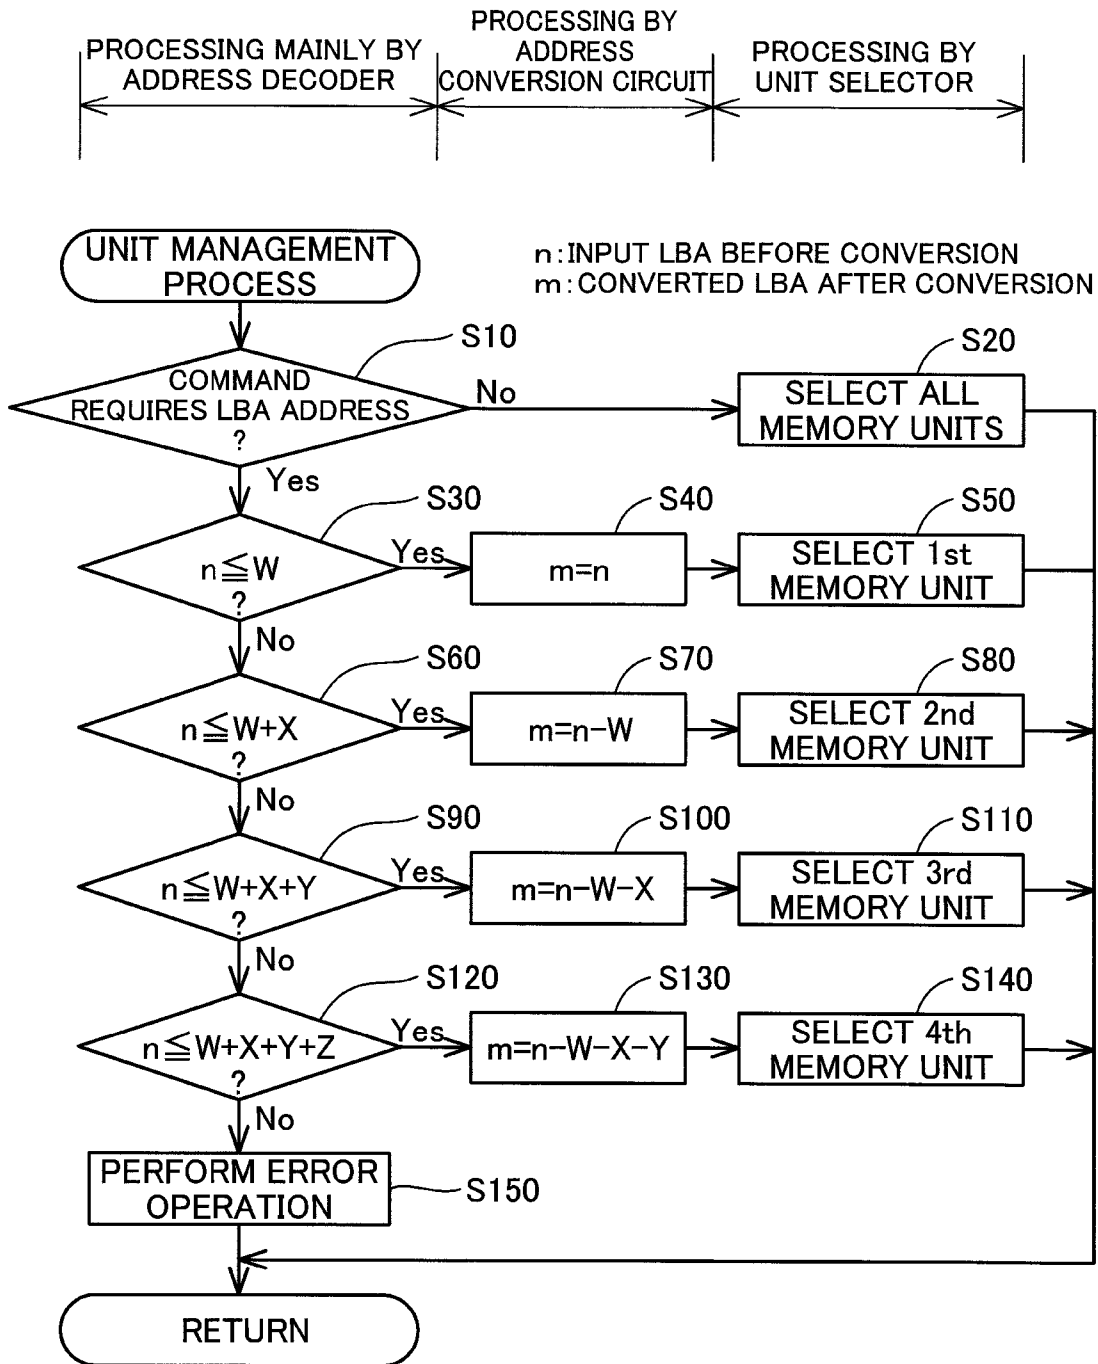 PROCESSING MAINLY BY
ADDRESS DECODER
PROCESSING BY
ADDRESS
CONVERSION CIRCUIT
PROCESSING BY
UNIT SELECTOR
UNIT MANAGEMENT
PROCESS
n:INPUT LBA BEFORE CONVERSION
m:CONVERTED LBA AFTER CONVERSION
S10
COMMAND
REQUIRES LBA ADDRESS
?
No
Yes
S20
SELECT ALL
MEMORY UNITS
S30
n≦W
?
Yes
No
S40
m=n
S50
SELECT 1st
MEMORY UNIT
S60
n≦W+X
?
Yes
No
S70
m=n-W
S80
SELECT 2nd
MEMORY UNIT
S90
n≦W+X+Y
?
Yes
No
S100
m=n-W-X
S110
SELECT 3rd
MEMORY UNIT
S120
n≦W+X+Y+Z
?
Yes
No
S130
m=n-W-X-Y
S140
SELECT 4th
MEMORY UNIT
PERFORM ERROR
OPERATION
S150
RETURN